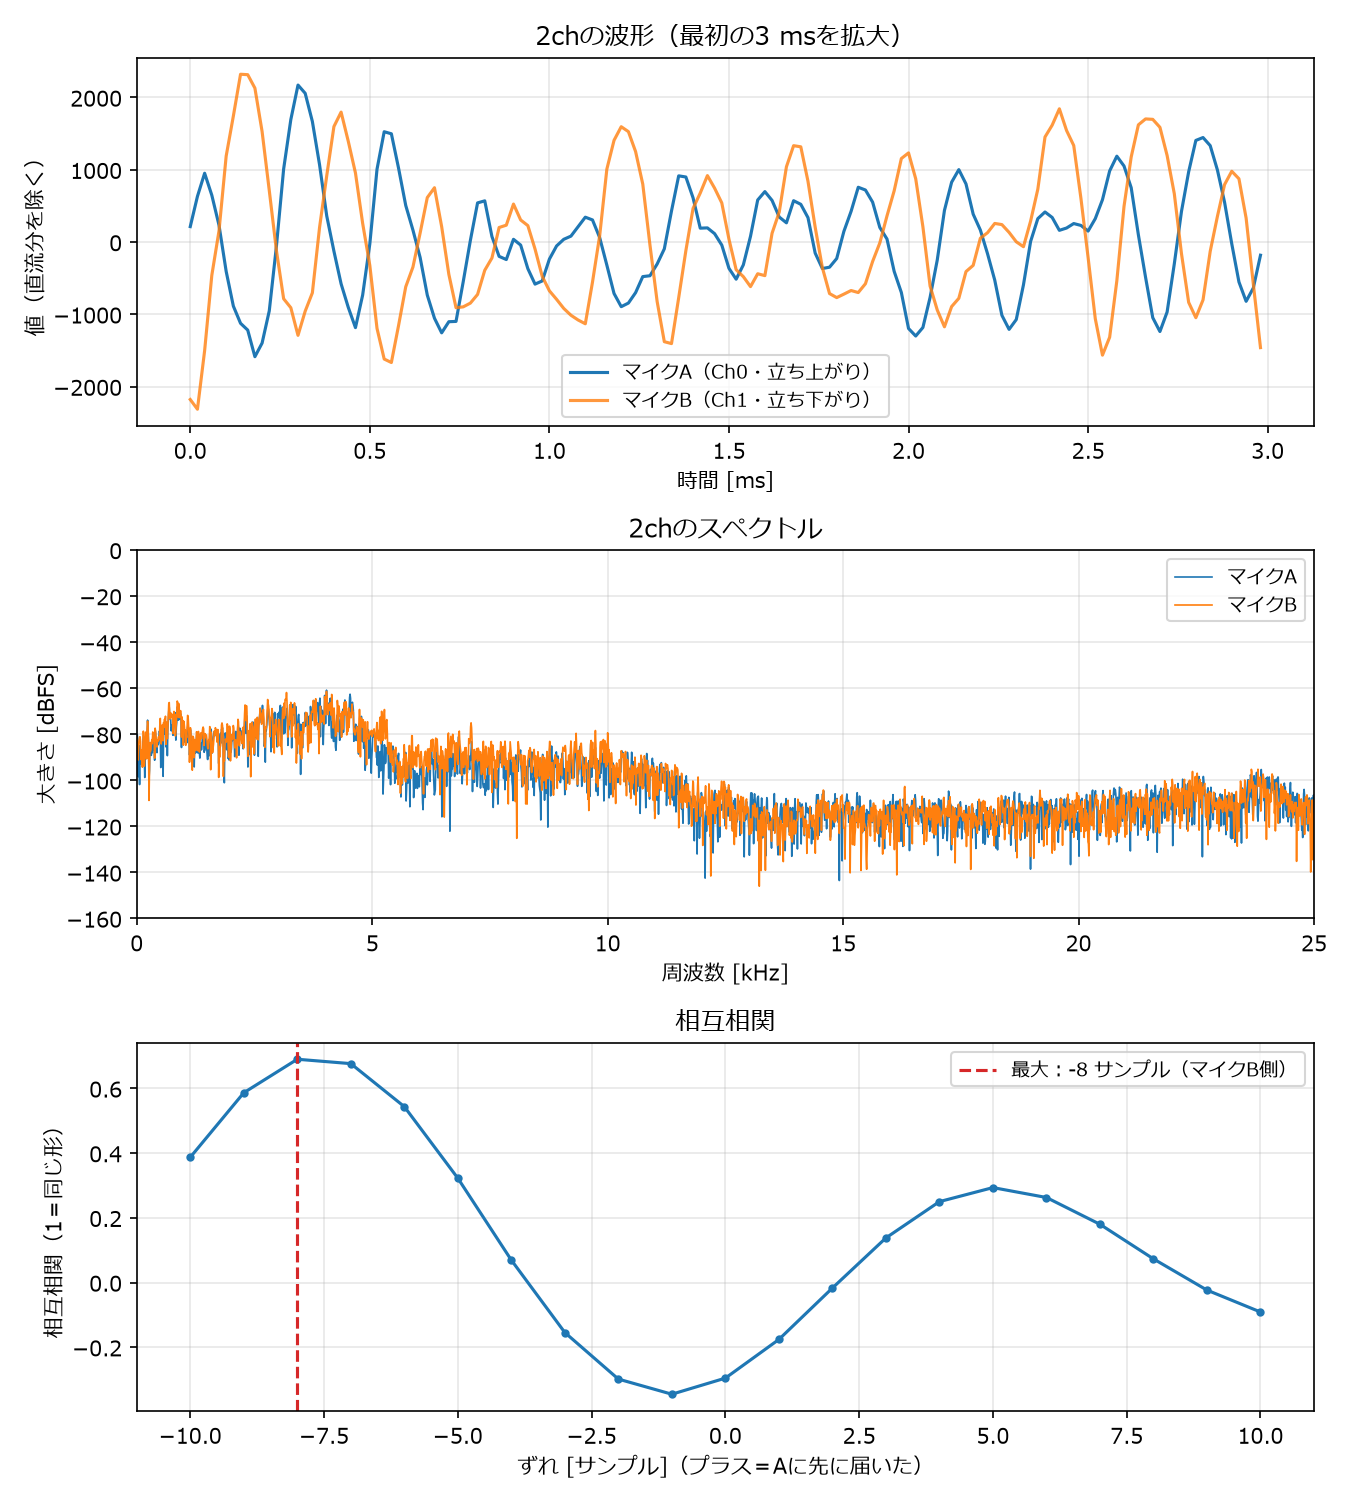 2chの波形（最初の3 msを拡大）
2000
1000
0
−1000
−2000
値（直流分を除く）
マイクA（Ch0・立ち上がり）
マイクB（Ch1・立ち下がり）
0.0 0.5 1.0 1.5 2.0 2.5 3.0
時間 [ms]
2chのスペクトル
0
−20
−40
−60
−80
−100
−120
−140
−160
大きさ [dBFS]
マイクA
マイクB
0 5 10 15 20 25
周波数 [kHz]
相互相関
0.6
0.4
0.2
0.0
−0.2
相互相関（1＝同じ形）
最大：-8 サンプル（マイクB側）
−10.0 −7.5 −5.0 −2.5 0.0 2.5 5.0 7.5 10.0
ずれ [サンプル]（プラス＝Aに先に届いた）